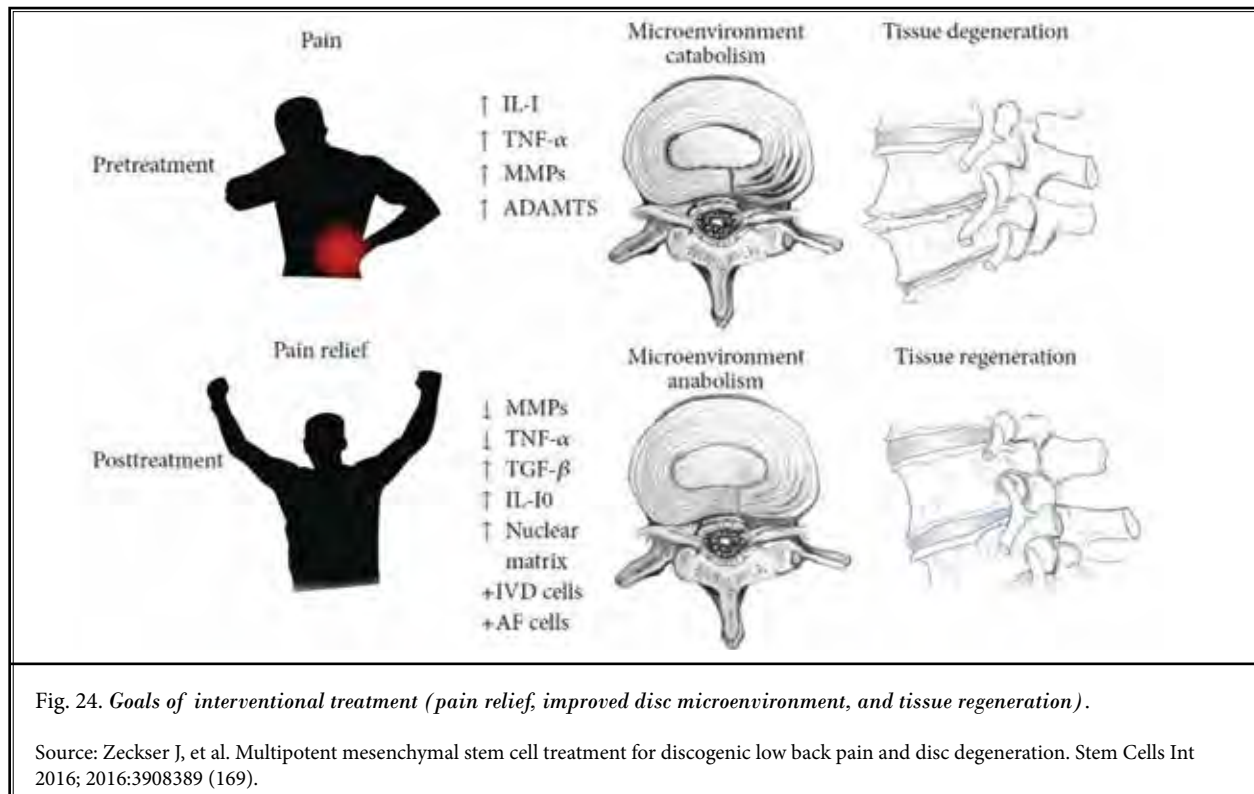 Pain
Microenvironment
catabolism
Tissue degeneration
Pretreatment
↑ IL-I
↑ TNF-α
↑ MMPs
↑ ADAMTS
Pain relief
Microenvironment
anabolism
Tissue regeneration
Posttreatment
↓ MMPs
↓ TNF-α
↑ TGF-β
↑ IL-I0
↑ Nuclear
matrix
+IVD cells
+AF cells
Fig. 24. Goals of interventional treatment (pain relief, improved disc microenvironment, and tissue regeneration).
Source: Zeckser J, et al. Multipotent mesenchymal stem cell treatment for discogenic low back pain and disc degeneration. Stem Cells Int
2016; 2016:3908389 (169).